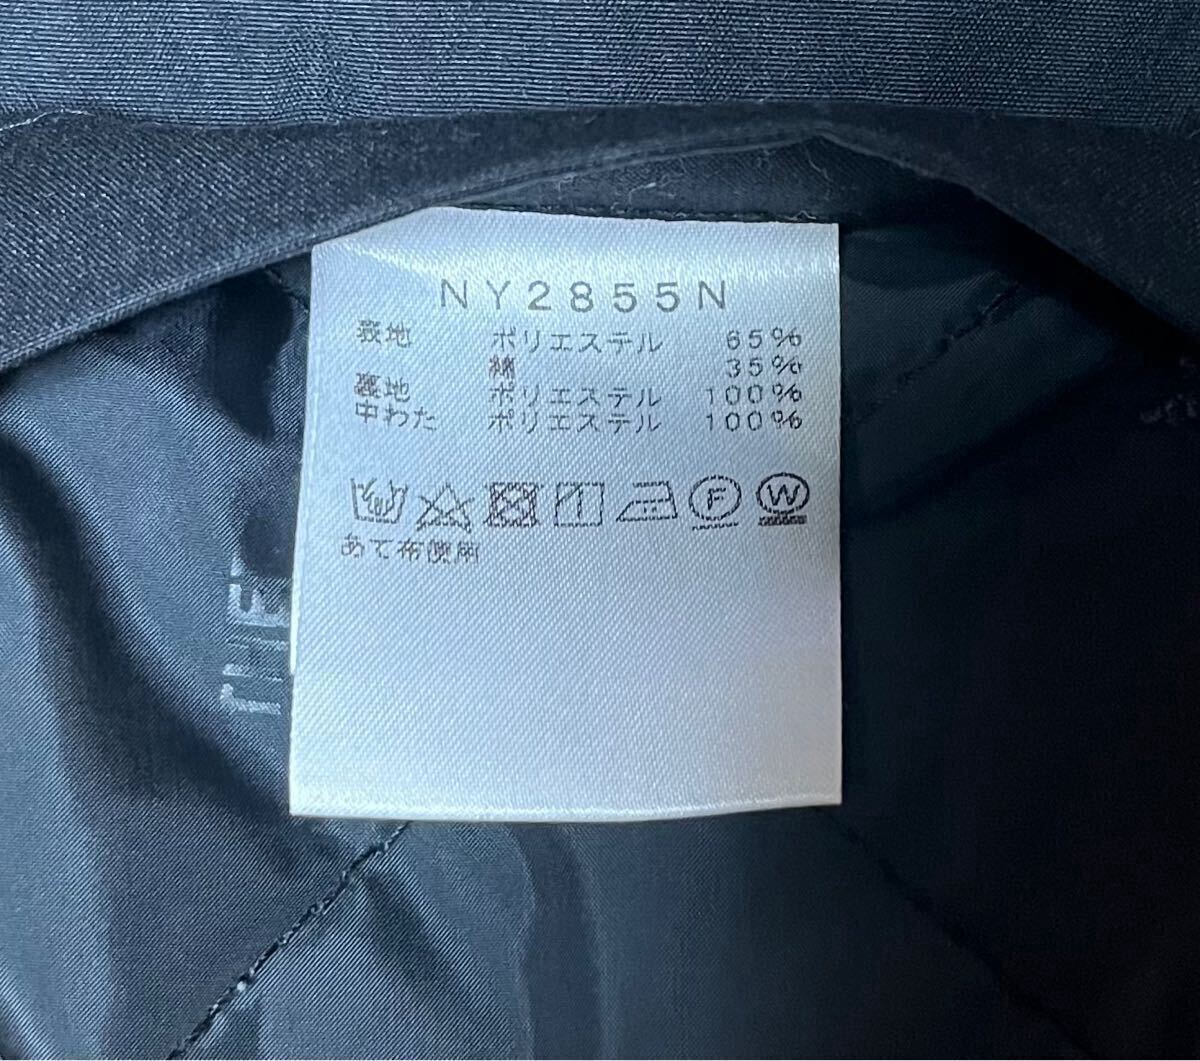 NY2855N
表地 ポリエステル 65%
綿 35%
裏地 ポリエステル 100%
中わた ポリエステル 100%
F W
あて布使用
THE